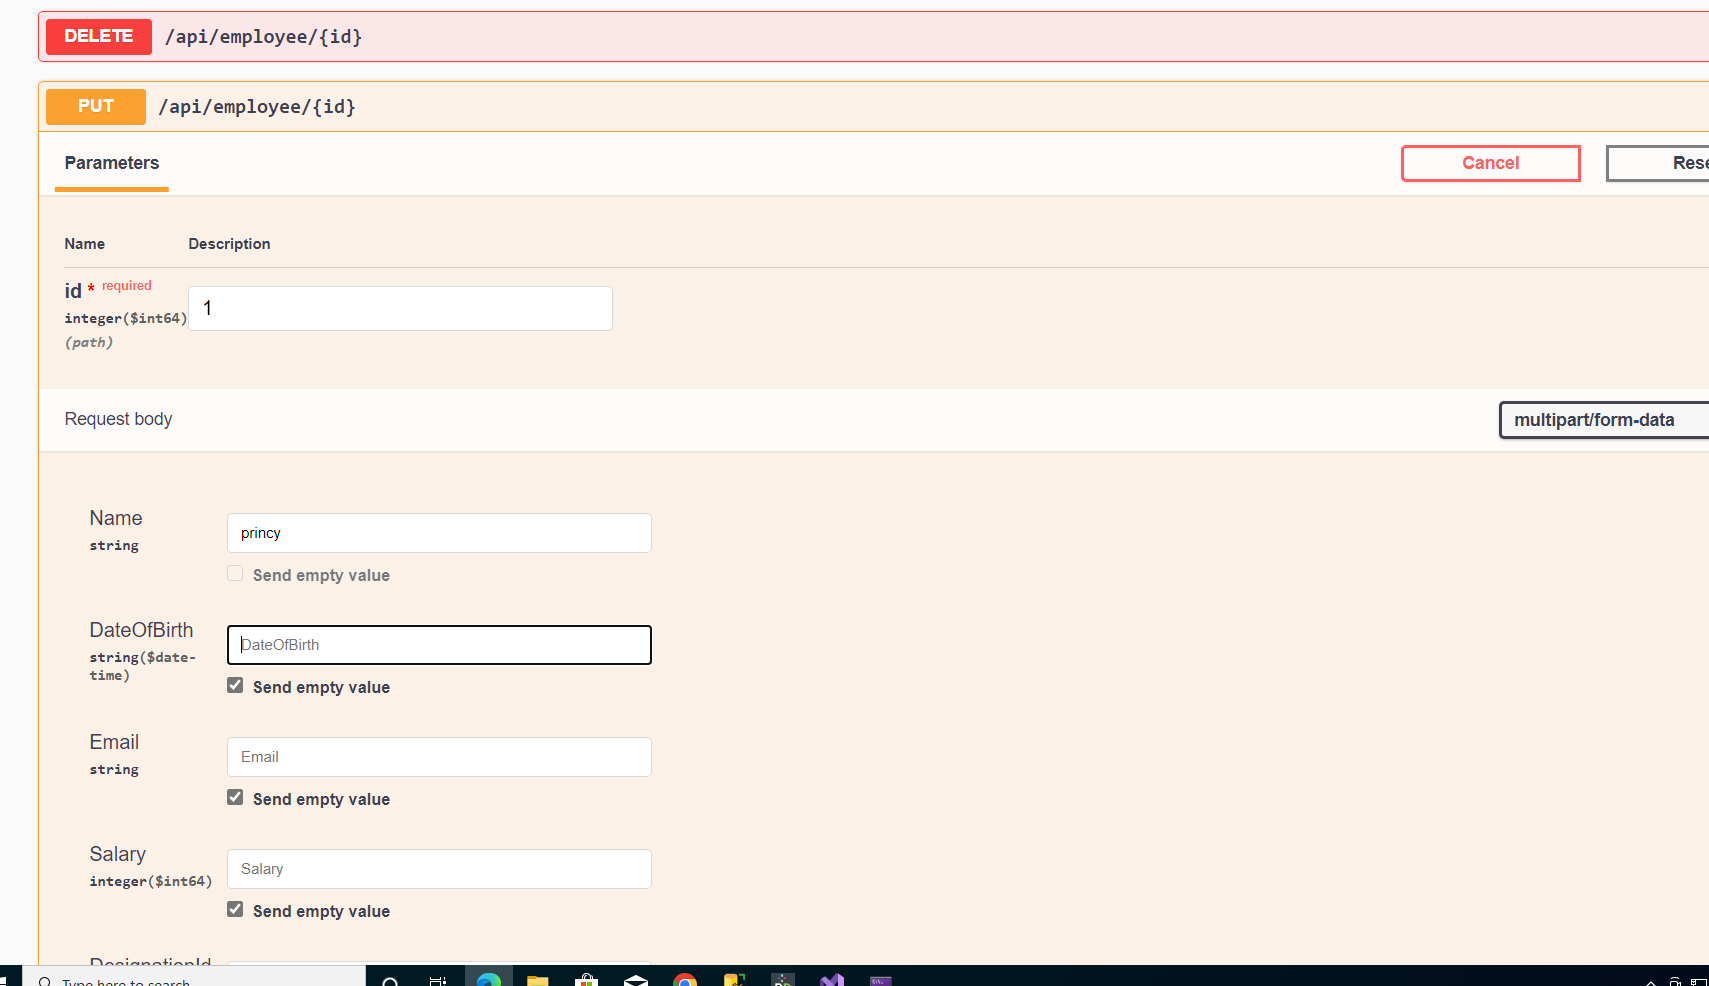 DELETE /api/employee/{id}
PUT /api/employee/{id}
Parameters
Cancel
Rese
Name Description
id * required
integer($int64)
(path)
1
Request body
multipart/form-data
Name
string
princy
Send empty value
DateOfBirth
string($date-
time)
DateOfBirth
Send empty value
Email
string
Email
Send empty value
Salary
integer($int64)
Salary
Send empty value
DesignationId
Type here to search